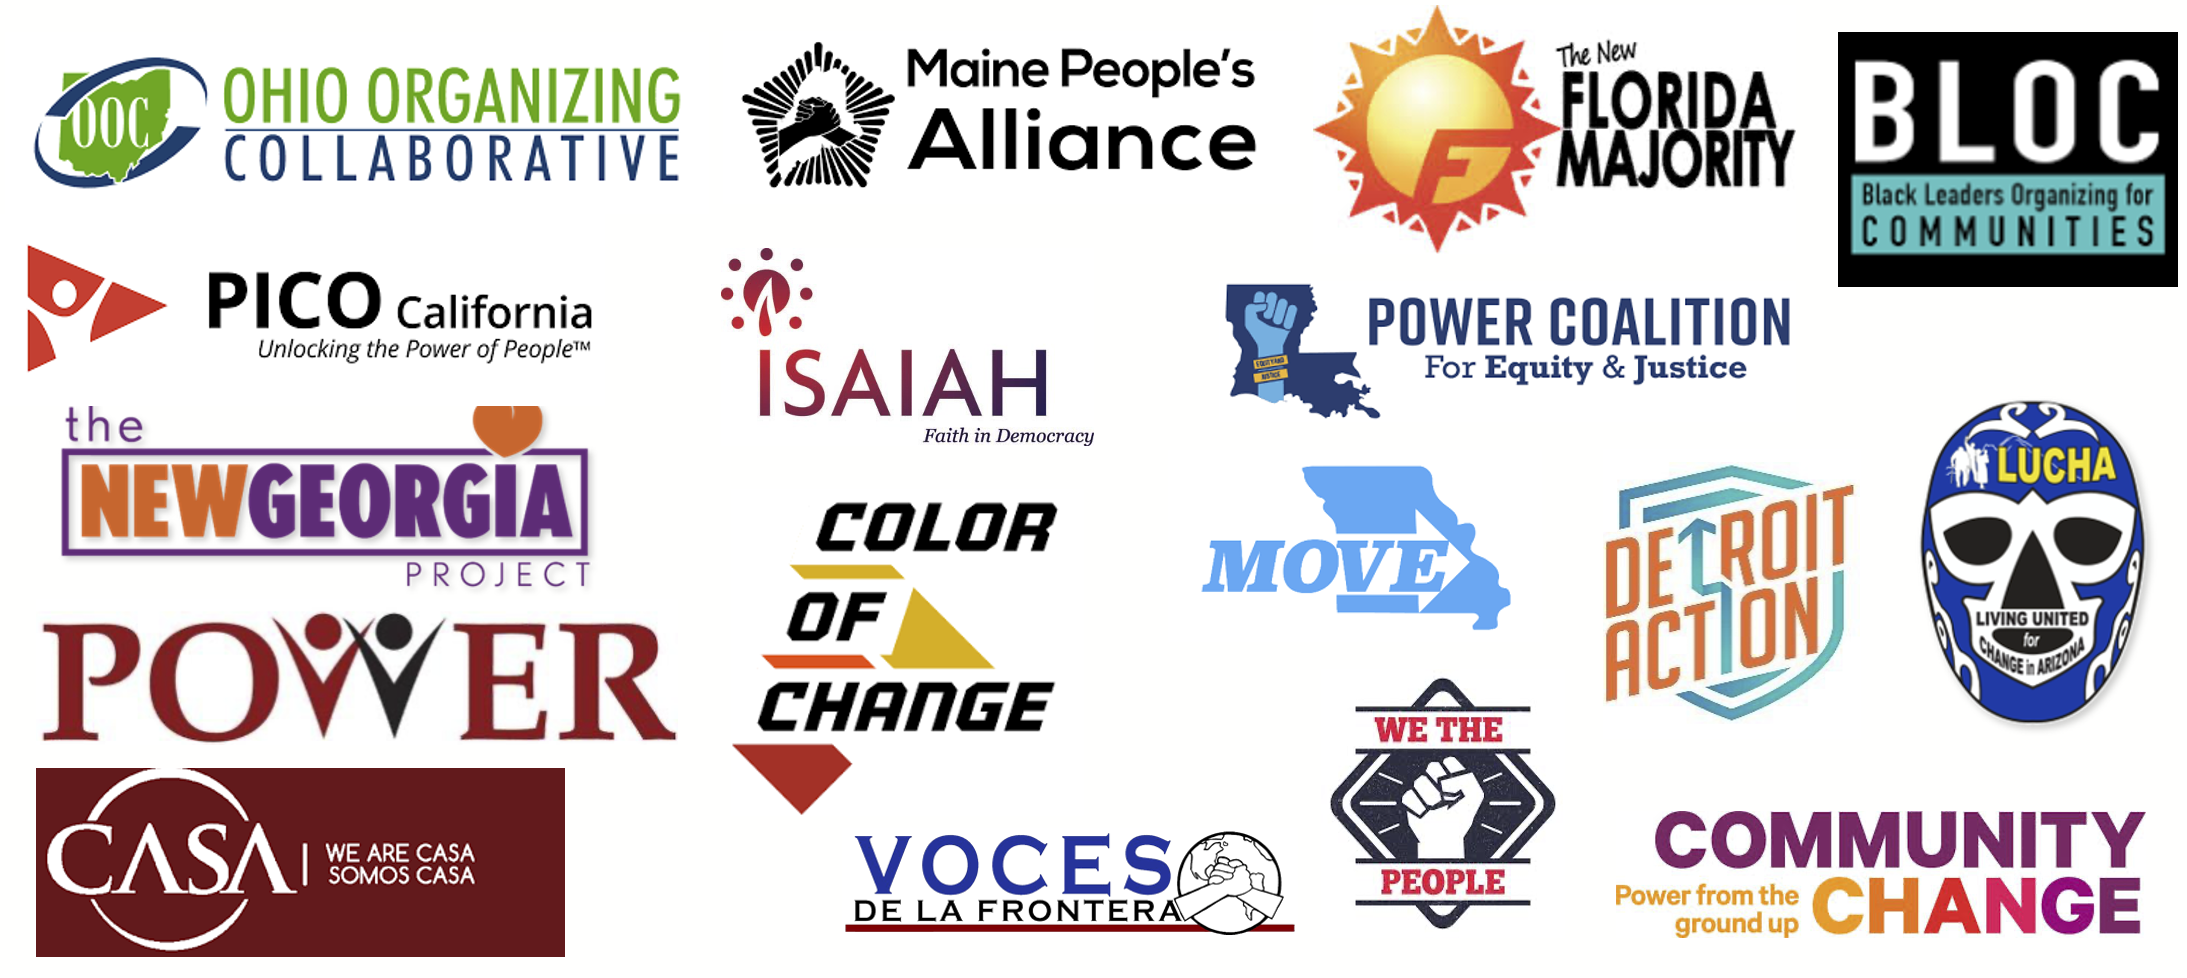 OOC
OHIO ORGANIZING
COLLABORATIVE
Maine People's
Alliance
The New
FLORIDA
MAJORITY
F
BLOC
Black Leaders Organizing for
COMMUNITIES
PICO California
Unlocking the Power of People™
ISAIAH
Faith in Democracy
EQUITY AND
JUSTICE
POWER COALITION
For Equity & Justice
the
NEWGEORGIA
PROJECT
COLOR
OF
CHANGE
MOVE
DETROIT
ACTION
LUCHA
LIVING UNITED
for
CHANGE in ARIZONA
POWER
WE THE
PEOPLE
CASA
WE ARE CASA
SOMOS CASA
VOCES
DE LA FRONTERA
COMMUNITY
Power from the
ground up
CHANGE